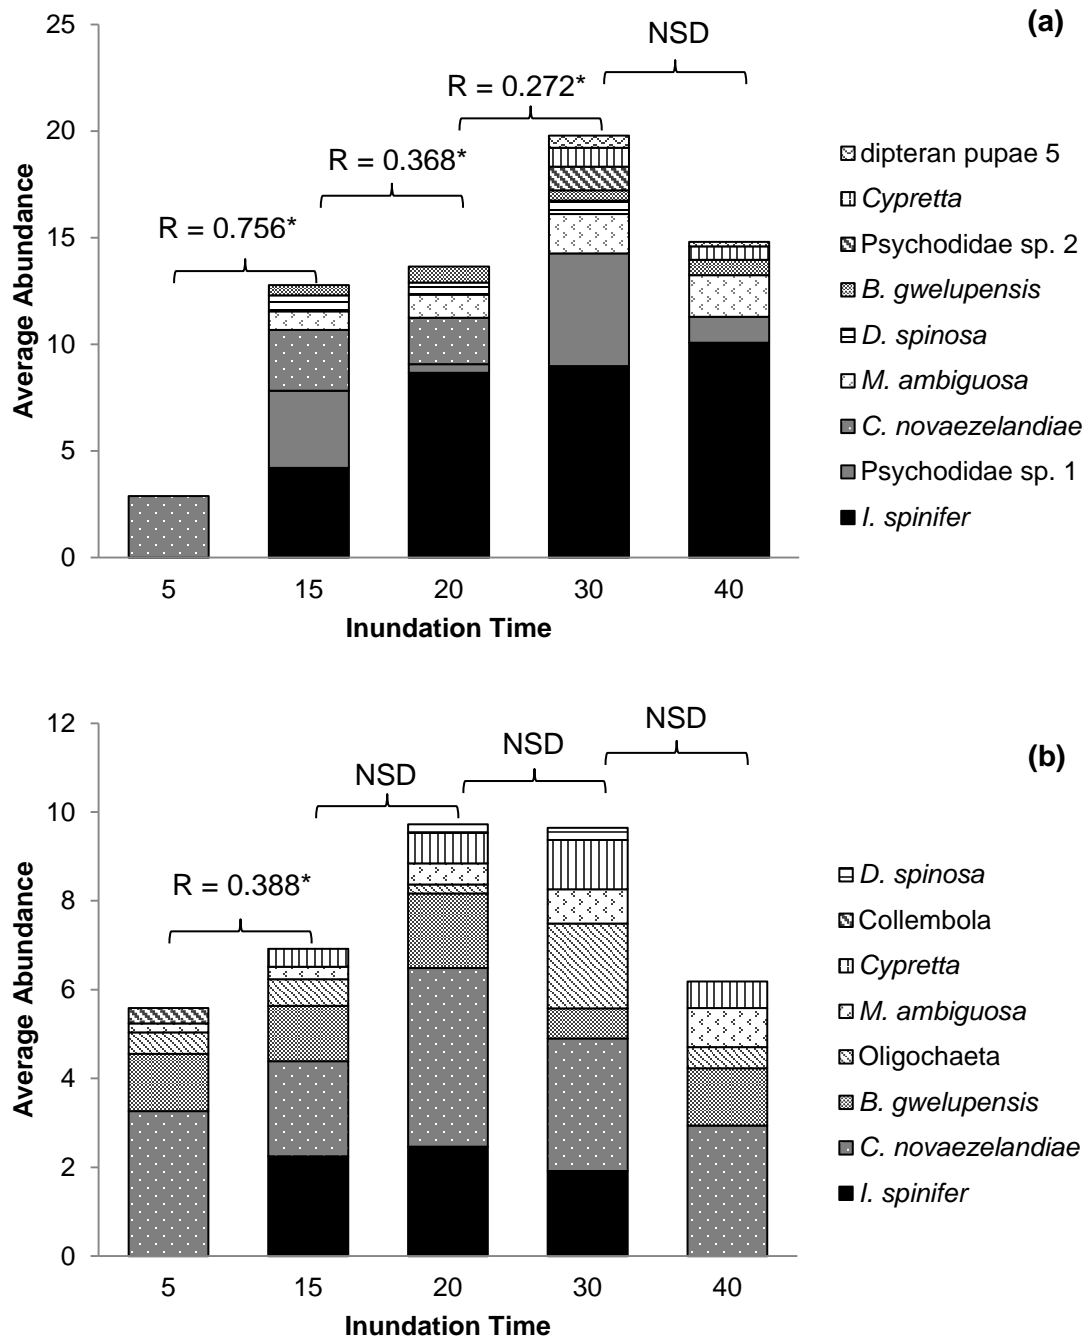 (a)
25
20
15
10
5
0
Average Abundance
R = 0.756*
R = 0.368*
R = 0.272*
NSD
5 15 20 30 40
Inundation Time
dipteran pupae 5
Cypretta
Psychodidae sp. 2
B. gwelupensis
D. spinosa
M. ambiguosa
C. novaezelandiae
Psychodidae sp. 1
I. spinifer
(b)
12
10
8
6
4
2
0
Average Abundance
R = 0.388*
NSD
NSD
NSD
5 15 20 30 40
Inundation Time
D. spinosa
Collembola
Cypretta
M. ambiguosa
Oligochaeta
B. gwelupensis
C. novaezelandiae
I. spinifer